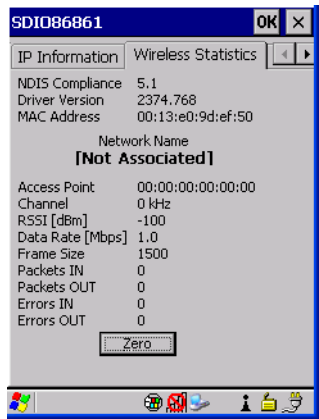 SDIO86861 OK ×
IP Information Wireless Statistics
NDIS Compliance 5.1
Driver Version 2374.768
MAC Address 00:13:e0:9d:ef:50
Network Name
[Not Associated]
Access Point 00:00:00:00:00:00
Channel 0 kHz
RSSI [dBm] -100
Data Rate [Mbps] 1.0
Frame Size 1500
Packets IN 0
Packets OUT 0
Errors IN 0
Errors OUT 0
Zero